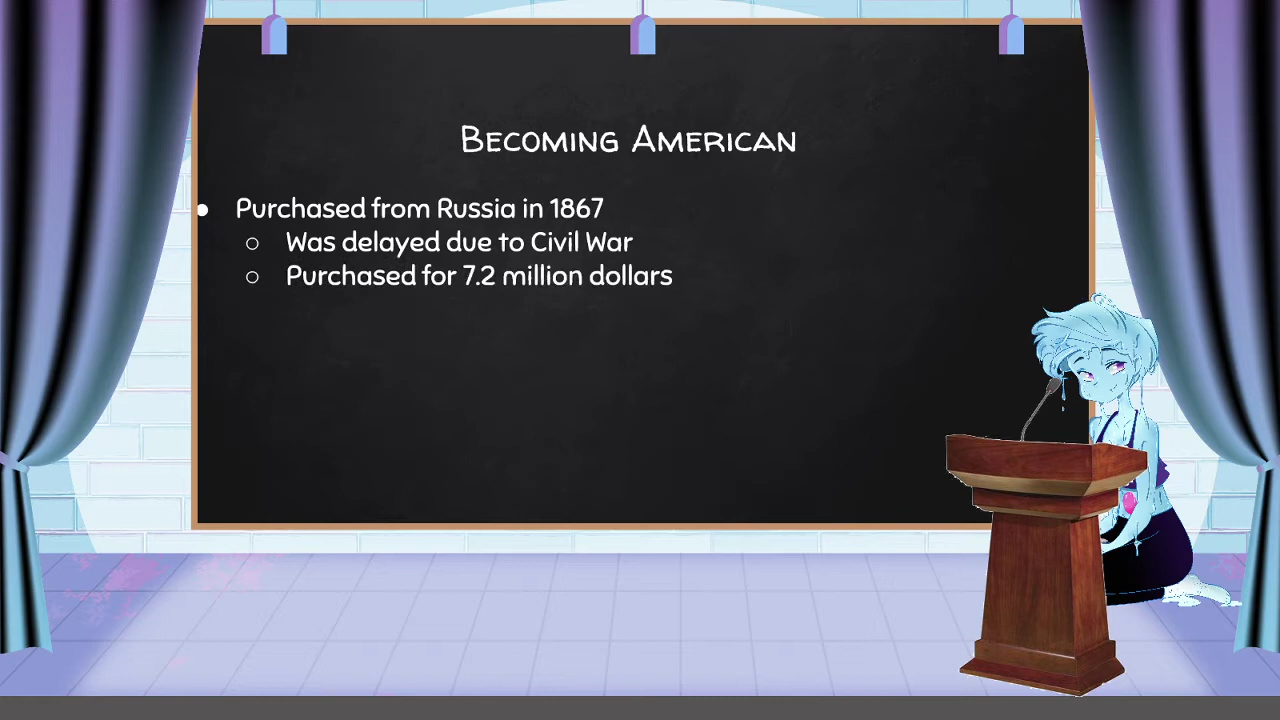 Becoming American
● Purchased from Russia in 1867
○ Was delayed due to Civil War
○ Purchased for 7.2 million dollars